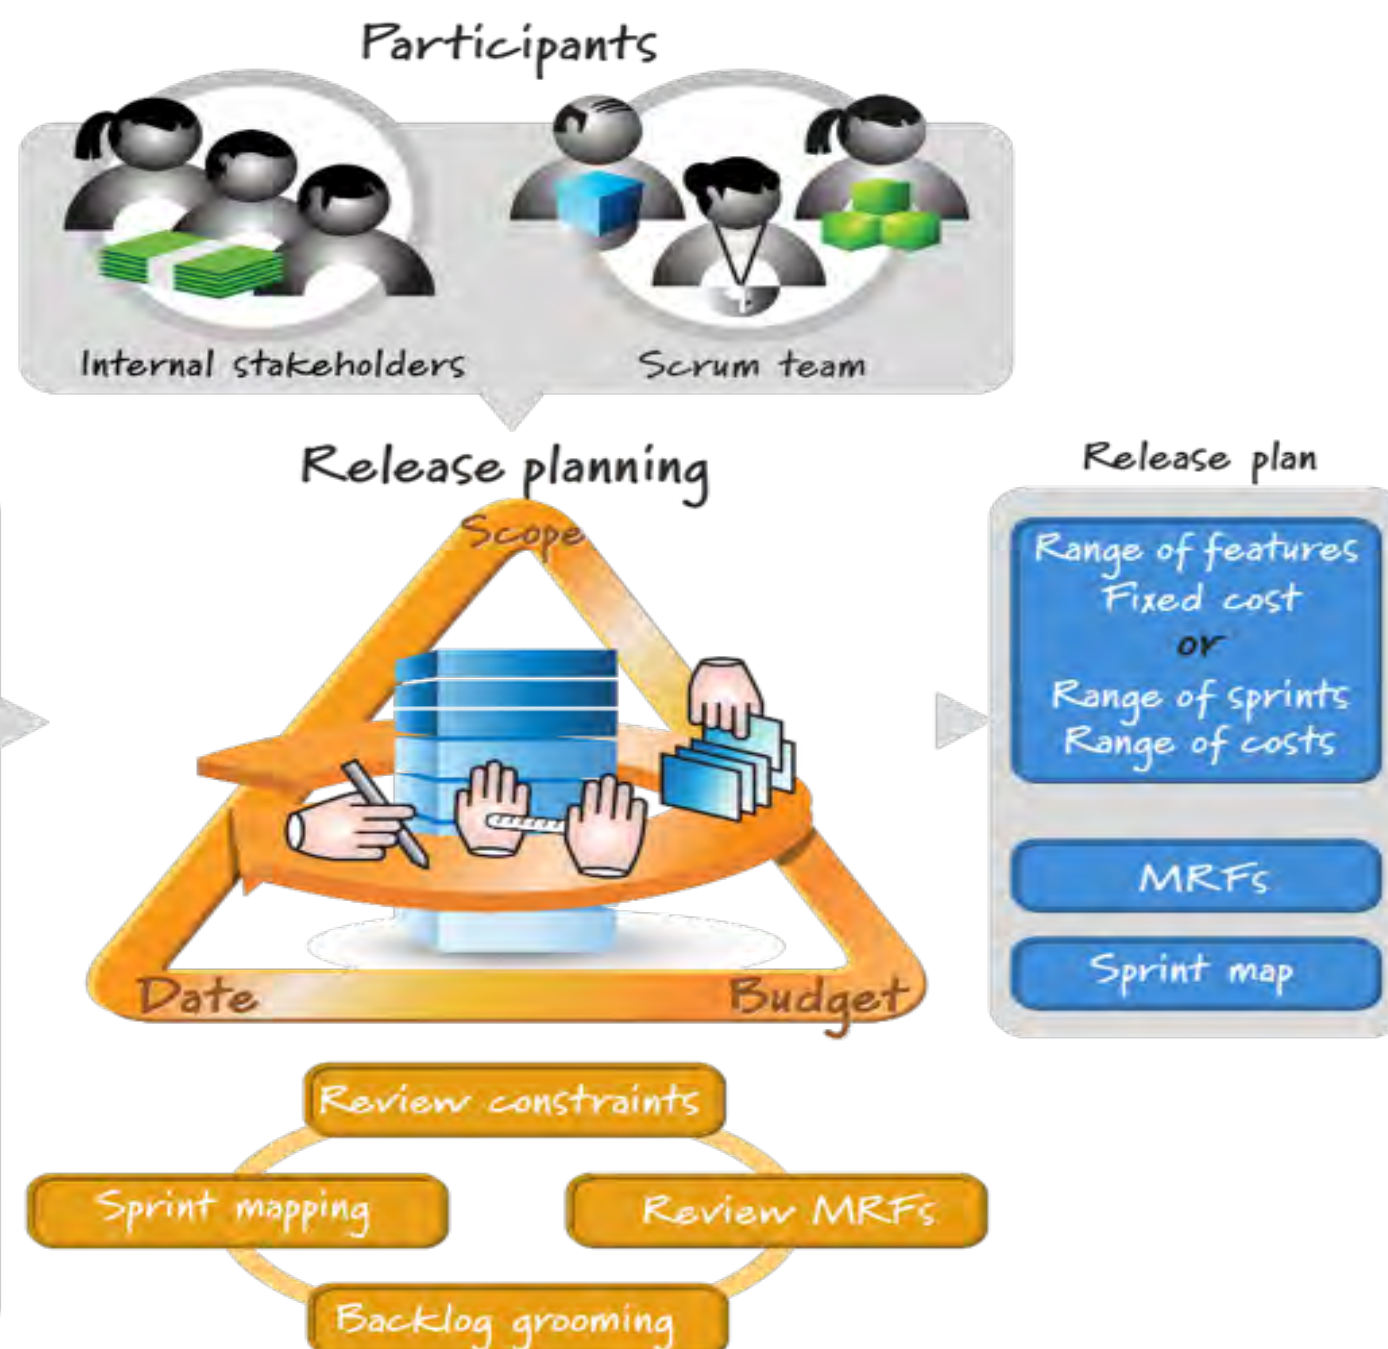 Participants
Internal stakeholders
Scrum team
Release planning
Scope
Date
Budget
Release plan
Range of features
Fixed cost
or
Range of sprints
Range of costs
MRFs
Sprint map
Review constraints
Sprint mapping
Review MRFs
Backlog grooming